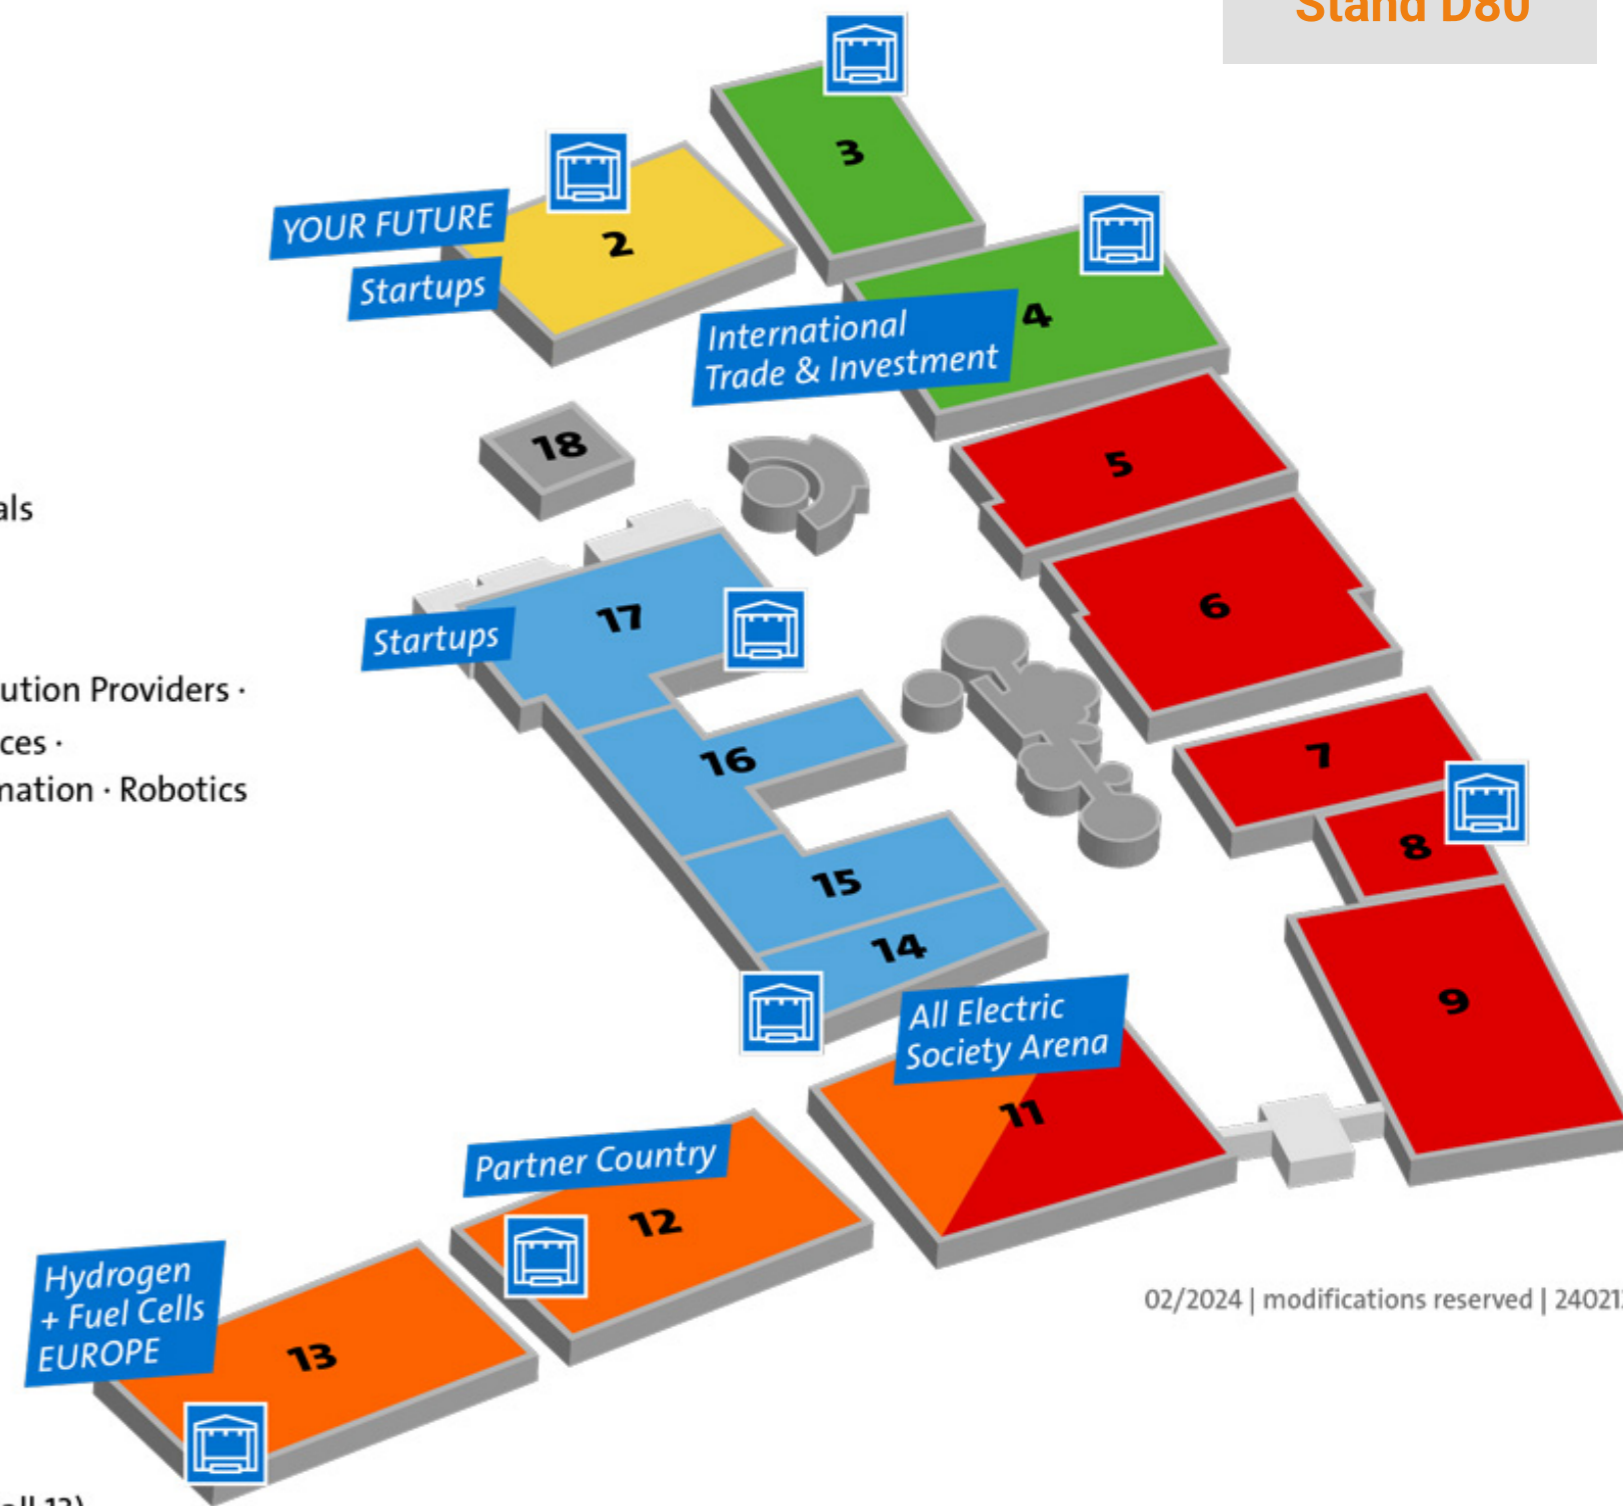 Stand D80
3
YOUR FUTURE
2
Startups
International
Trade & Investment
4
18
5
als
17
6
Startups
ution Providers ·
16
7
ces ·
mation · Robotics
8
15
14
9
All Electric
Society Arena
11
Partner Country
12
Hydrogen
+ Fuel Cells
EUROPE
13
02/2024 | modifications reserved | 24021